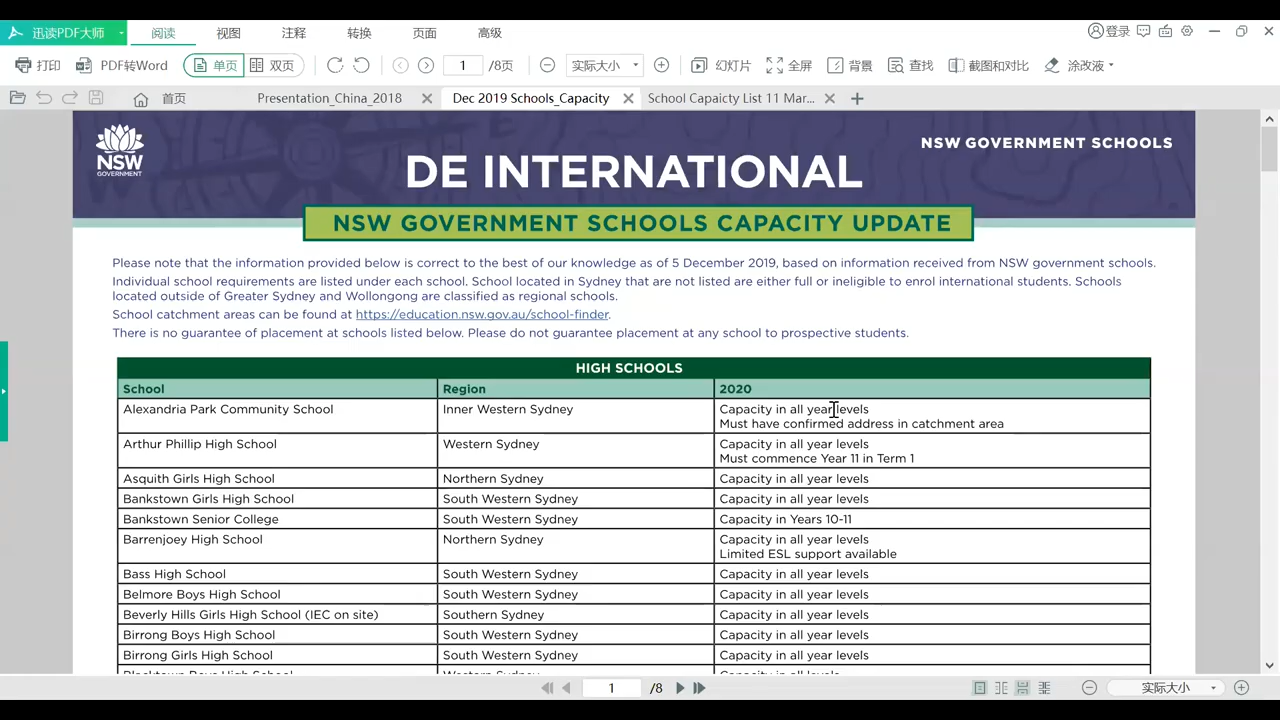 迅读PDF大师
阅读 视图 注释 转换 页面 高级
登录
打印 PDF转Word 单页 双页 1 /8页 实际大小 幻灯片 全屏 背景 查找 截图和对比 涂改液
首页 Presentation_China_2018 Dec 2019 Schools_Capacity School Capaicty List 11 Mar...
NSW GOVERNMENT
NSW GOVERNMENT SCHOOLS
DE INTERNATIONAL
NSW GOVERNMENT SCHOOLS CAPACITY UPDATE
Please note that the information provided below is correct to the best of our knowledge as of 5 December 2019, based on information received from NSW government schools.
Individual school requirements are listed under each school. School located in Sydney that are not listed are either full or ineligible to enrol international students. Schools
located outside of Greater Sydney and Wollongong are classified as regional schools.
School catchment areas can be found at https://education.nsw.gov.au/school-finder.
There is no guarantee of placement at schools listed below. Please do not guarantee placement at any school to prospective students.
HIGH SCHOOLS
School Region 2020
Alexandria Park Community School Inner Western Sydney Capacity in all year levels
Must have confirmed address in catchment area
Arthur Phillip High School Western Sydney Capacity in all year levels
Must commence Year 11 in Term 1
Asquith Girls High School Northern Sydney Capacity in all year levels
Bankstown Girls High School South Western Sydney Capacity in all year levels
Bankstown Senior College South Western Sydney Capacity in Years 10-11
Barrenjoey High School Northern Sydney Capacity in all year levels
Limited ESL support available
Bass High School South Western Sydney Capacity in all year levels
Belmore Boys High School South Western Sydney Capacity in all year levels
Beverly Hills Girls High School (IEC on site) Southern Sydney Capacity in all year levels
Birrong Boys High School South Western Sydney Capacity in all year levels
Birrong Girls High School South Western Sydney Capacity in all year levels
1 /8 实际大小